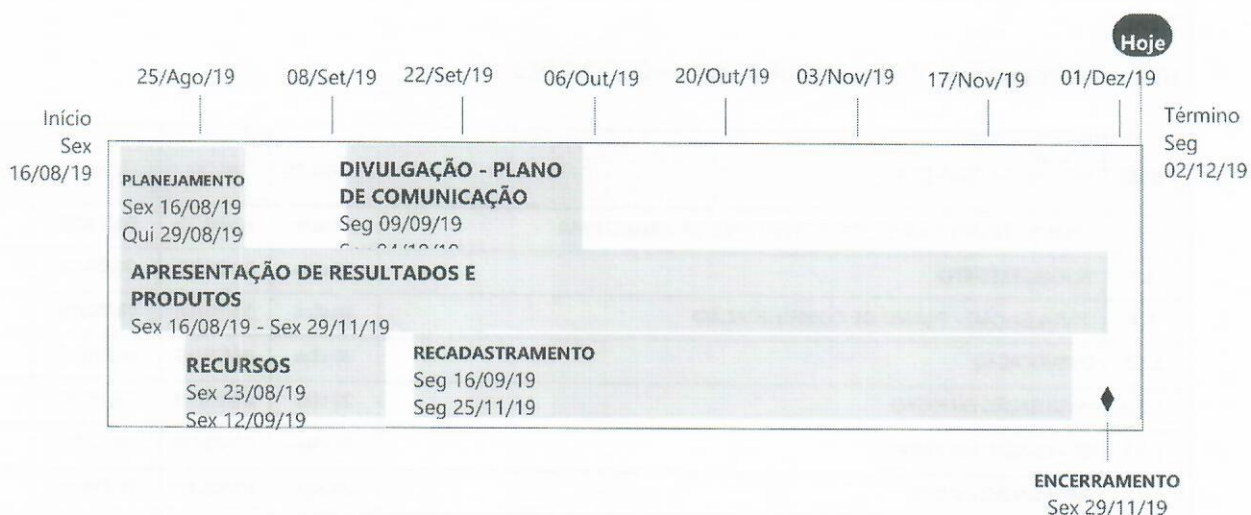 Hoje
25/Ago/19 08/Set/19 22/Set/19 06/Out/19 20/Out/19 03/Nov/19 17/Nov/19 01/Dez/19
Início
Sex
16/08/19
Término
Seg
02/12/19
PLANEJAMENTO
Sex 16/08/19
Qui 29/08/19
DIVULGAÇÃO - PLANO
DE COMUNICAÇÃO
Seg 09/09/19
APRESENTAÇÃO DE RESULTADOS E
PRODUTOS
Sex 16/08/19 - Sex 29/11/19
RECURSOS
Sex 23/08/19
Sex 12/09/19
RECADASTRAMENTO
Seg 16/09/19
Seg 25/11/19
ENCERRAMENTO
Sex 29/11/19